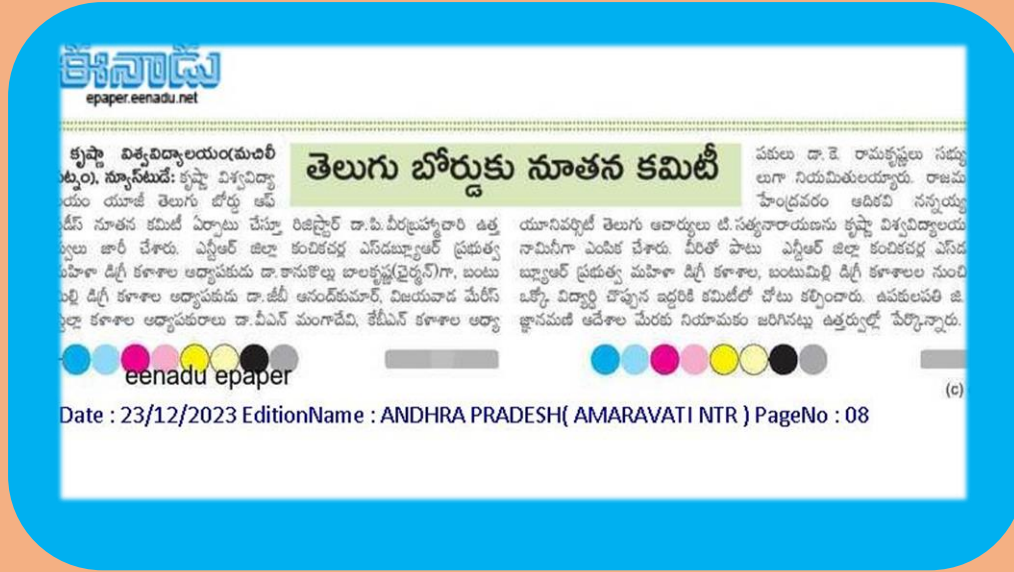 ఈనాడు
epaper.eenadu.net
తెలుగు బోర్డుకు నూతన కమిటీ
కృష్ణా విశ్వవిద్యాలయం(మచిలీ
ట్నం), న్యూస్‌టుడే: కృష్ణా విశ్వవిద్యా
యం యూజీ తెలుగు బోర్డు ఆఫ్
డీస్ నూతన కమిటీ ఏర్పాటు చేస్తూ రిజిస్ట్రార్ డా.పి.వీరబ్రహ్మచారి ఉత్త
్వులు జారీ చేశారు. ఎన్టీఆర్ జిల్లా కంచికచర్ల ఎస్‌డబ్ల్యూఆర్ ప్రభుత్వ
మహిళా డిగ్రీ కళాశాల అధ్యాపకుడు డా.కానుకొల్లు బాలకృష్ణ(ఛైర్మన్)గా, బంటు
ల్లి డిగ్రీ కళాశాల అధ్యాపకుడు డా.జీబీ ఆనంద్‌కుమార్, విజయవాడ మేరీస్
ల్లా కళాశాల అధ్యాపకురాలు డా.వీఎన్ మంగాదేవి, కేబీఎన్ కళాశాల అధ్యా
పకులు డా.కె. రామకృష్ణలు సభ్యు
లుగా నియమితులయ్యారు. రాజమ
హేంద్రవరం ఆదికవి నన్నయ్య
యూనివర్శిటీ తెలుగు ఆచార్యులు టి.సత్యనారాయణను కృష్ణా విశ్వవిద్యాలయ
నామినీగా ఎంపిక చేశారు. వీరితో పాటు ఎన్టీఆర్ జిల్లా కంచికచర్ల ఎస్‌డ
బ్ల్యూఆర్ ప్రభుత్వ మహిళా డిగ్రీ కళాశాల, బంటుమిల్లి డిగ్రీ కళాశాలల నుంచి
ఒక్కో విద్యార్థి చొప్పున ఇద్దరికి కమిటీలో చోటు కల్పించారు. ఉపకులపతి జి.
జ్ఞానమణి ఆదేశాల మేరకు నియామకం జరిగినట్లు ఉత్తర్వుల్లో పేర్కొన్నారు.
eenadu epaper
(c)
Date : 23/12/2023 EditionName : ANDHRA PRADESH( AMARAVATI NTR ) PageNo : 08